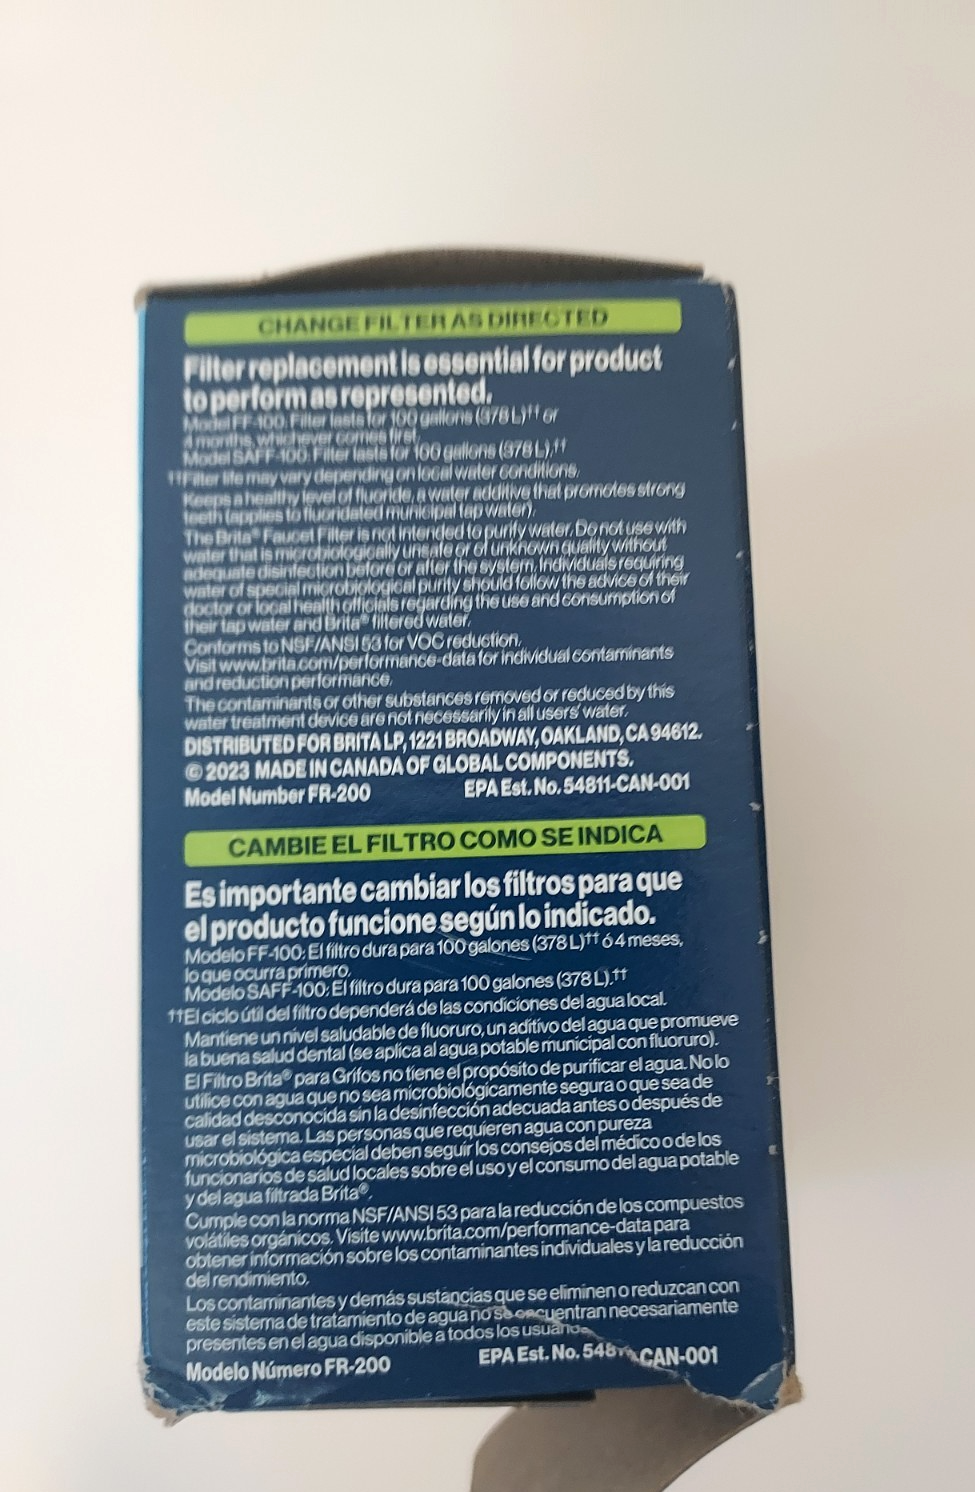 CHANGE FILTER AS DIRECTED
Filter replacement is essential for product
to perform as represented.
Model FF-100: Filter lasts for 100 gallons (378 L)†† or
4 months, whichever comes first.
Model SAFF-100: Filter lasts for 100 gallons (378 L).††
††Filter life may vary depending on local water conditions.
Keeps a healthy level of fluoride, a water additive that promotes strong
teeth (applies to fluoridated municipal tap water).
The Brita® Faucet Filter is not intended to purify water. Do not use with
water that is microbiologically unsafe or of unknown quality without
adequate disinfection before or after the system. Individuals requiring
water of special microbiological purity should follow the advice of their
doctor or local health officials regarding the use and consumption of
their tap water and Brita® filtered water.
Conforms to NSF/ANSI 53 for VOC reduction.
Visit www.brita.com/performance-data for individual contaminants
and reduction performance.
The contaminants or other substances removed or reduced by this
water treatment device are not necessarily in all users' water.
DISTRIBUTED FOR BRITA LP, 1221 BROADWAY, OAKLAND, CA 94612.
© 2023 MADE IN CANADA OF GLOBAL COMPONENTS.
Model Number FR-200 EPA Est. No. 54811-CAN-001
CAMBIE EL FILTRO COMO SE INDICA
Es importante cambiar los filtros para que
el producto funcione según lo indicado.
Modelo FF-100: El filtro dura para 100 galones (378 L)†† ó 4 meses,
lo que ocurra primero.
Modelo SAFF-100: El filtro dura para 100 galones (378 L).††
††El ciclo útil del filtro dependerá de las condiciones del agua local.
Mantiene un nivel saludable de fluoruro, un aditivo del agua que promueve
la buena salud dental (se aplica al agua potable municipal con fluoruro).
El Filtro Brita® para Grifos no tiene el propósito de purificar el agua. No lo
utilice con agua que no sea microbiológicamente segura o que sea de
calidad desconocida sin la desinfección adecuada antes o después de
usar el sistema. Las personas que requieren agua con pureza
microbiológica especial deben seguir los consejos del médico o de los
funcionarios de salud locales sobre el uso y el consumo del agua potable
y del agua filtrada Brita®.
Cumple con la norma NSF/ANSI 53 para la reducción de los compuestos
volátiles orgánicos. Visite www.brita.com/performance-data para
obtener información sobre los contaminantes individuales y la reducción
del rendimiento.
Los contaminantes y demás sustancias que se eliminen o reduzcan con
este sistema de tratamiento de agua no se encuentran necesariamente
presentes en el agua disponible a todos los
Modelo Número FR-200 EPA Est. No. CAN-001